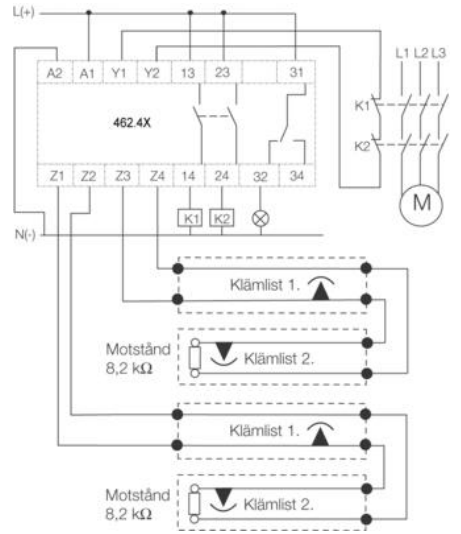 L(+)
A2 A1 Y1 Y2 13 23 31
L1 L2 L3
K1
462.4X
K2
Z1 Z2 Z3 Z4 14 24 32 34
K1 K2
M
N(-)
Klämlist 1.
Motstånd
8,2 kΩ
Klämlist 2.
Klämlist 1.
Motstånd
8,2 kΩ
Klämlist 2.